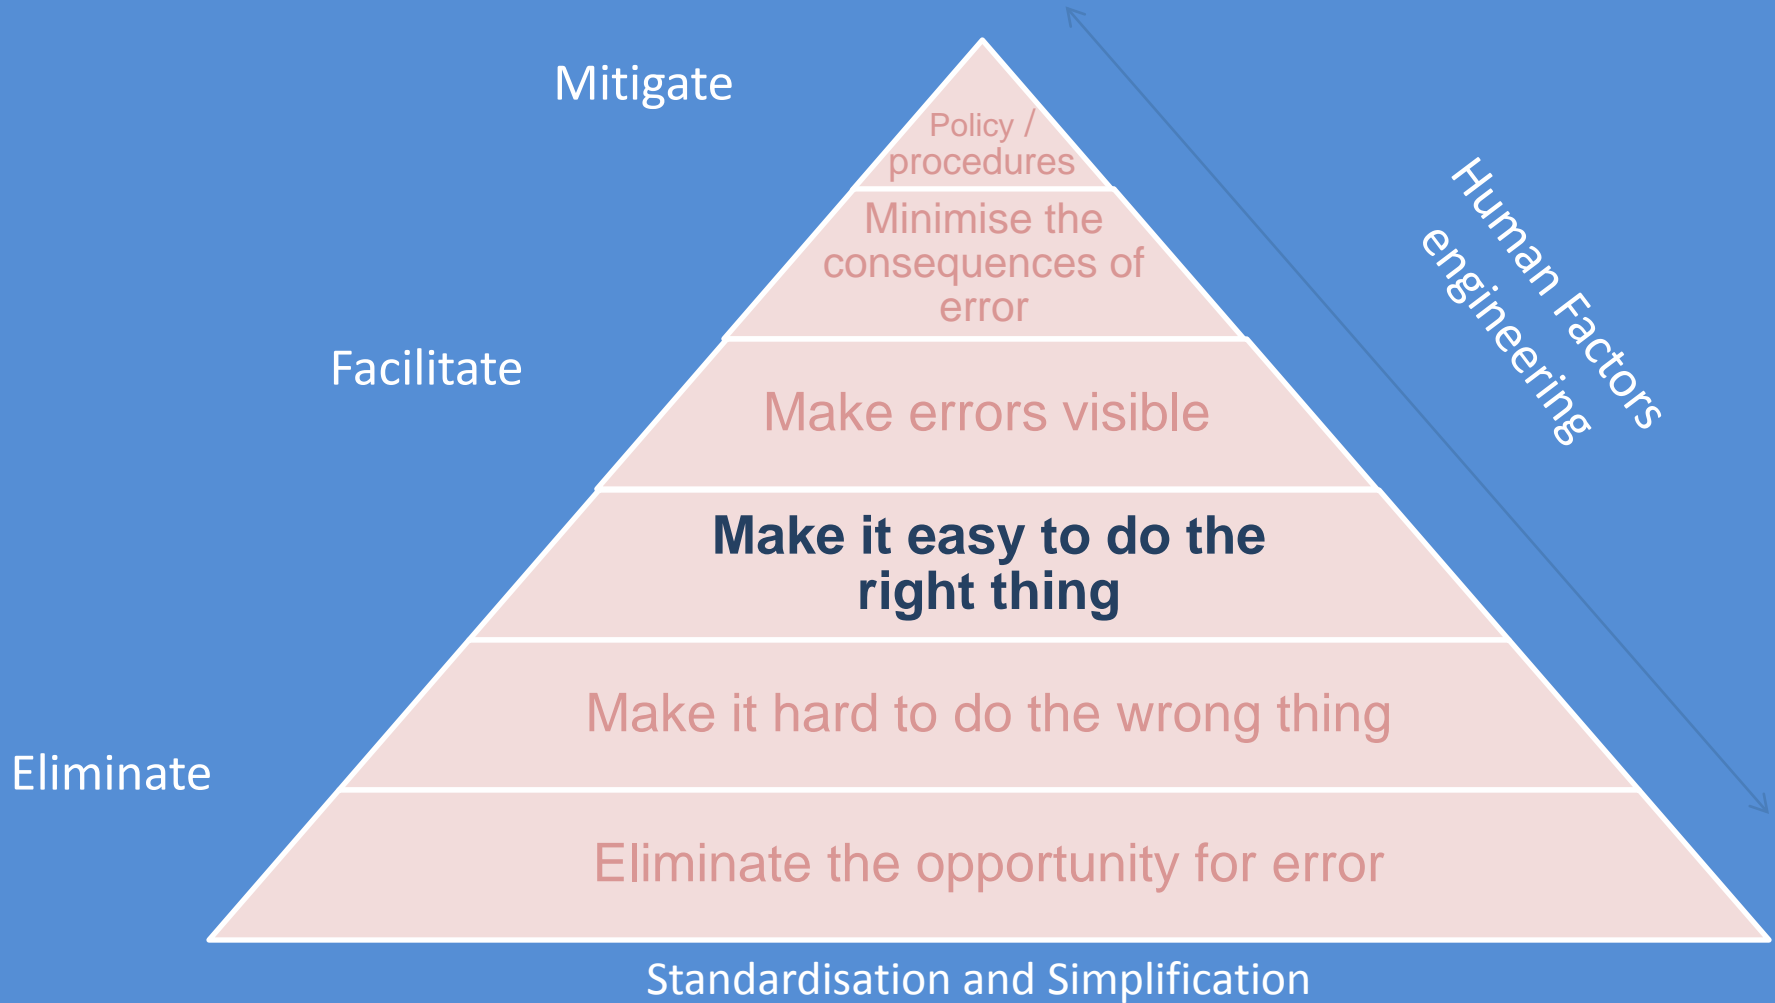 Mitigate
Policy /
procedures
Minimise the
consequences of
error
Human Factors
engineering
Facilitate
Make errors visible
Make it easy to do the
right thing
Make it hard to do the wrong thing
Eliminate
Eliminate the opportunity for error
Standardisation and Simplification